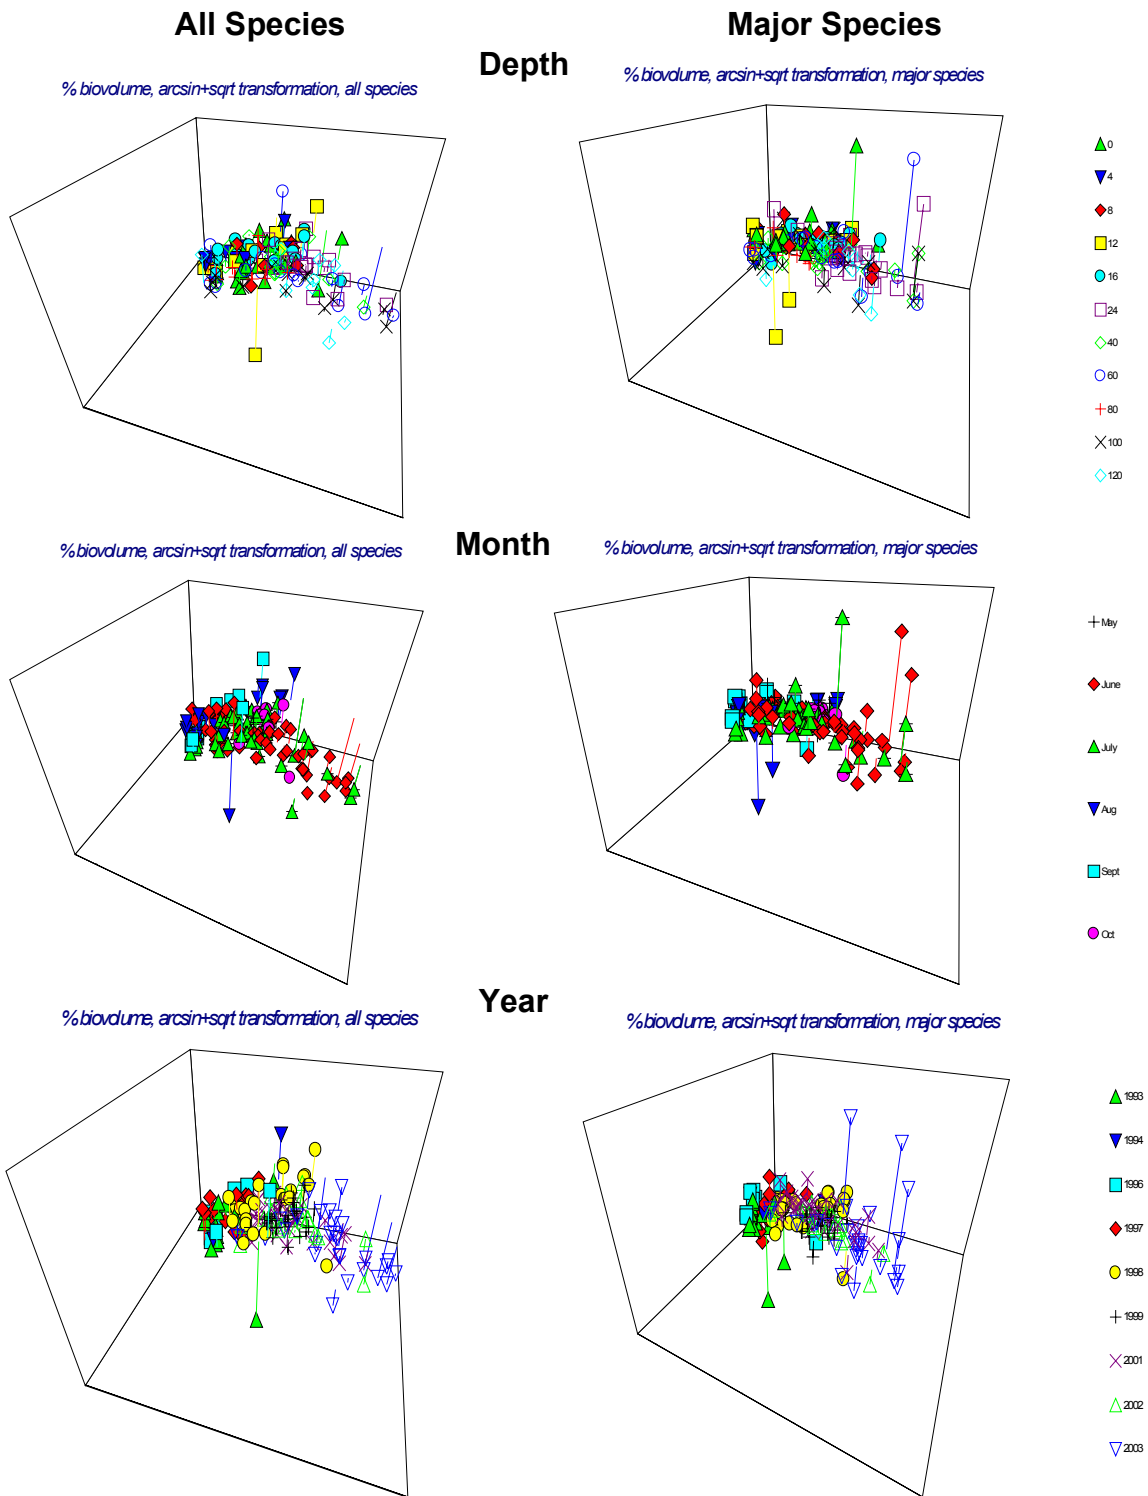 All Species
Major Species
Depth
% biovolume, arcsin+sqrt transformation, all species
% biovolume, arcsin+sqrt transformation, major species
0
4
8
12
16
24
40
60
80
100
120
Month
% biovolume, arcsin+sqrt transformation, all species
% biovolume, arcsin+sqrt transformation, major species
May
June
July
Aug
Sept
Oct
Year
% biovolume, arcsin+sqrt transformation, all species
% biovolume, arcsin+sqrt transformation, major species
1993
1994
1996
1997
1998
1999
2001
2002
2003